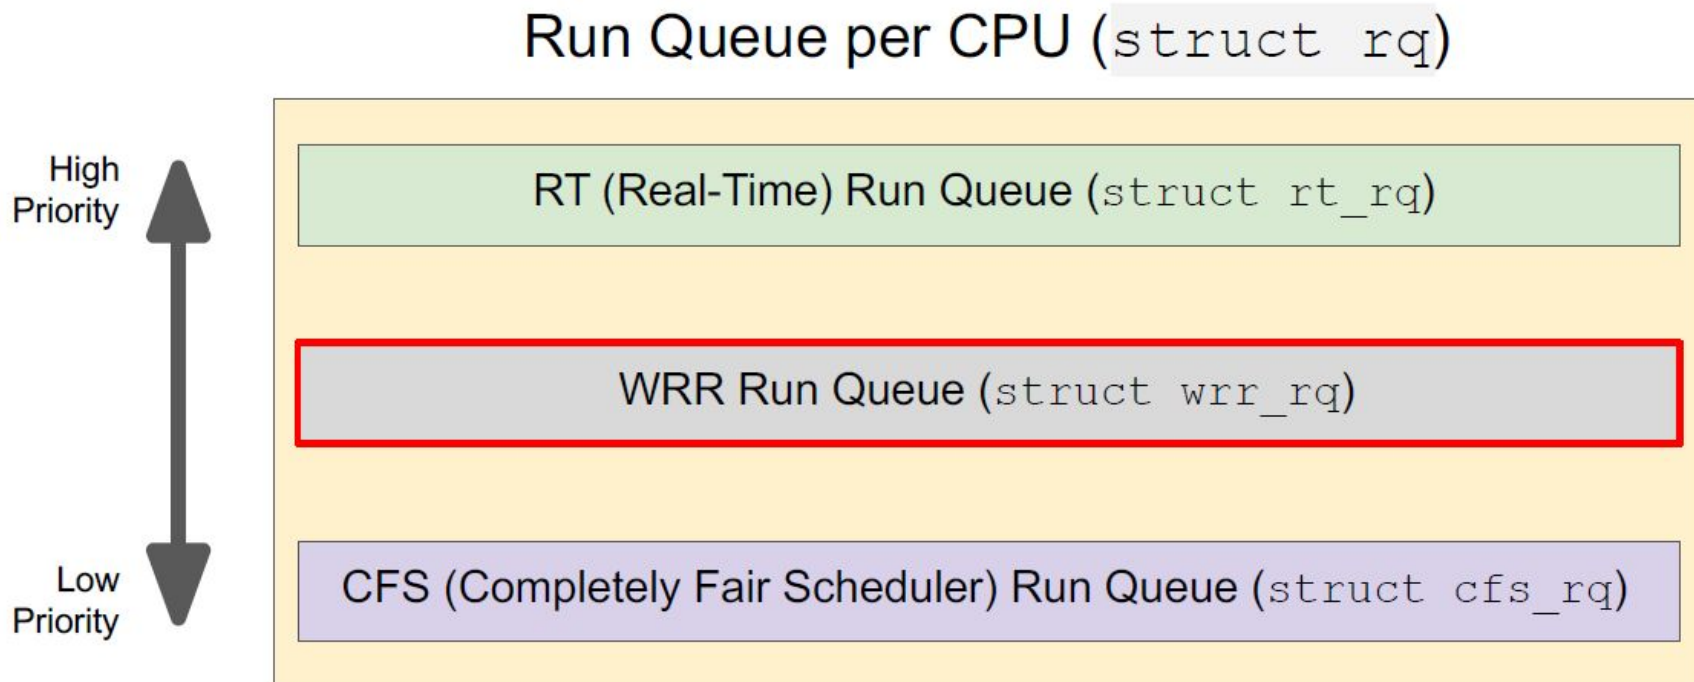 Run Queue per CPU (struct rq)
High
Priority
RT (Real-Time) Run Queue (struct rt_rq)
WRR Run Queue (struct wrr_rq)
Low
Priority
CFS (Completely Fair Scheduler) Run Queue (struct cfs_rq)